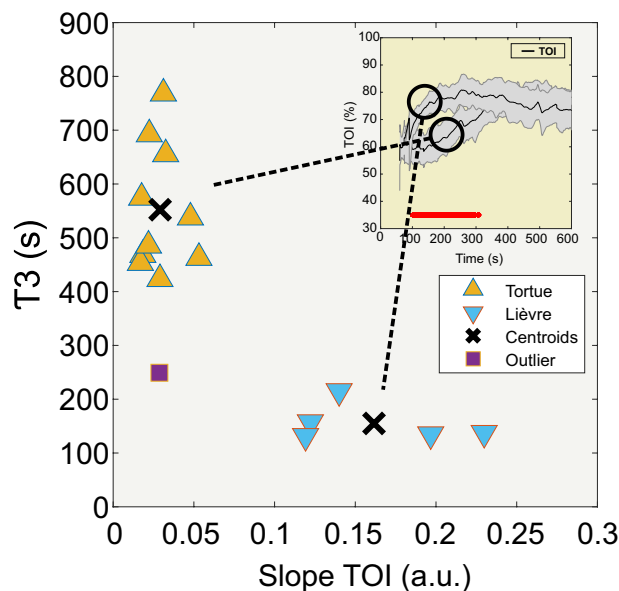 900
800
700
600
500
400
300
200
100
0
Ƭ3 (s)
0 0.05 0.1 0.15 0.2 0.25 0.3
Slope TOI (a.u.)
100
90
80
70
60
50
40
30
TOI (%)
TOI
0 100 200 300 400 500 600
Time (s)
Tortue
Lièvre
Centroids
Outlier